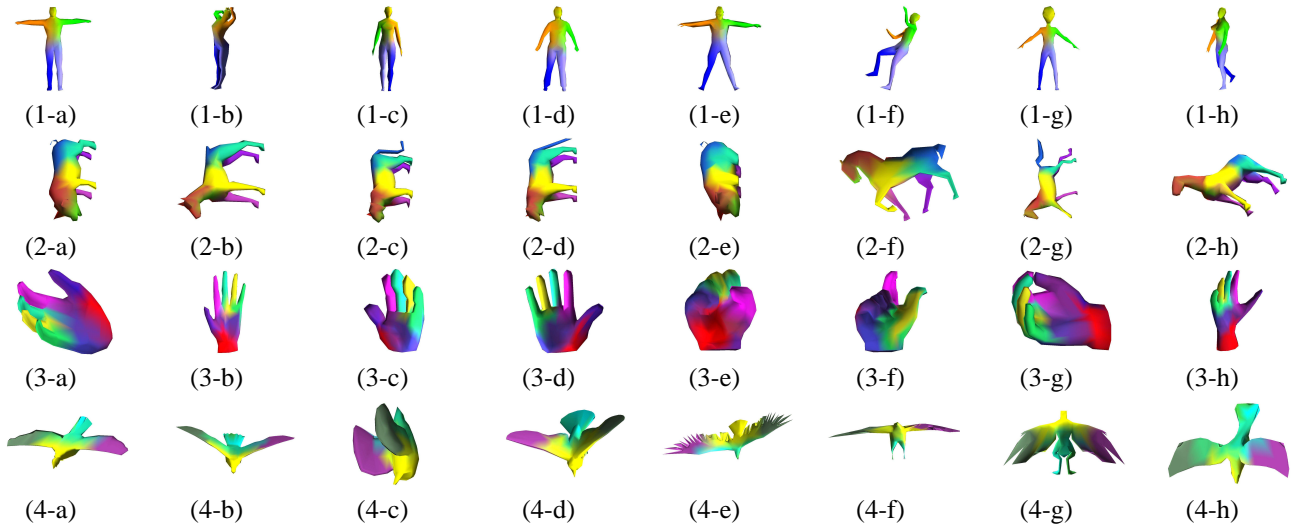 (1-a) (1-b) (1-c) (1-d) (1-e) (1-f) (1-g) (1-h)
(2-a) (2-b) (2-c) (2-d) (2-e) (2-f) (2-g) (2-h)
(3-a) (3-b) (3-c) (3-d) (3-e) (3-f) (3-g) (3-h)
(4-a) (4-b) (4-c) (4-d) (4-e) (4-f) (4-g) (4-h)